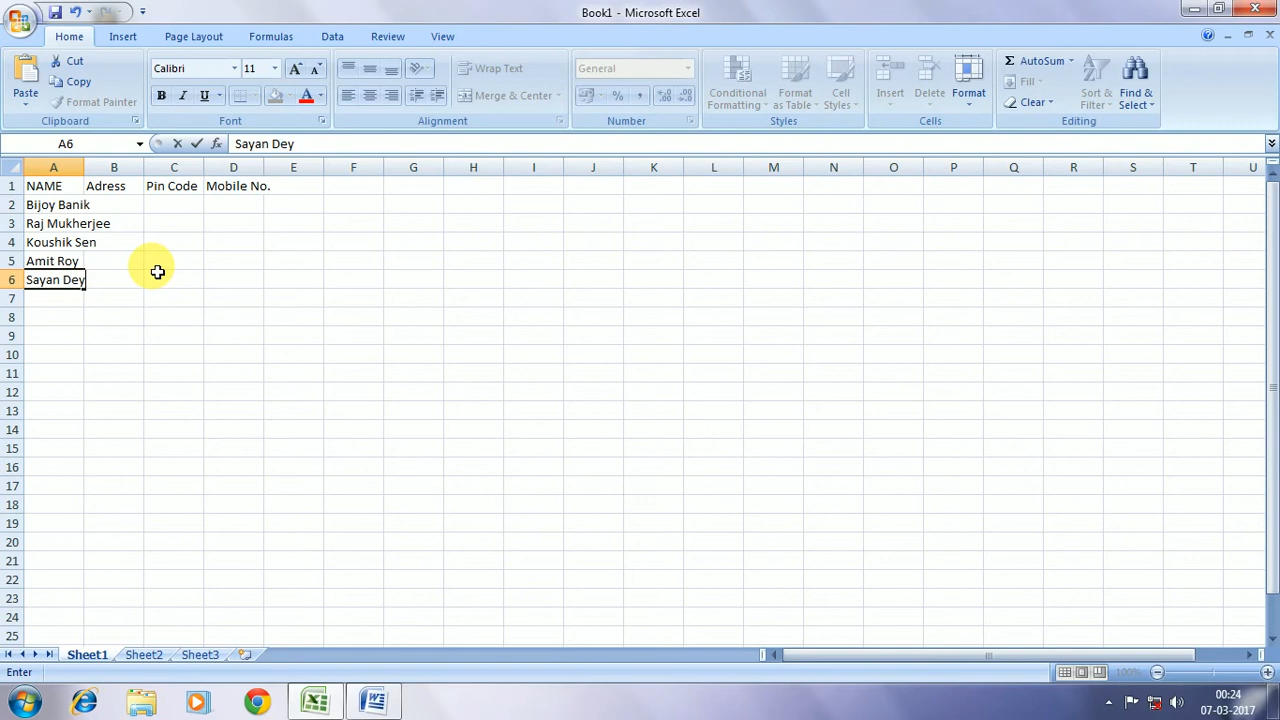 Book1 - Microsoft Excel
Home Insert Page Layout Formulas Data Review View
Paste Cut Calibri 11 A A Wrap Text General Conditional Formatting Format as Table Cell Styles Insert Delete Format Σ AutoSum Sort & Filter Find & Select
Copy Fill
Format Painter B I U A Merge & Center % , Clear
Clipboard Font Alignment Number Styles Cells Editing
A6 fx Sayan Dey
A B C D E F G H I J K L M N O P Q R S T U
1 NAME Adress Pin Code Mobile No.
2 Bijoy Banik
3 Raj Mukherjee
4 Koushik Sen
5 Amit Roy
6 Sayan Dey
7
8
9
10
11
12
13
14
15
16
17
18
19
20
21
22
23
24
25
Sheet1 Sheet2 Sheet3
Enter 100%
00:24
07-03-2017